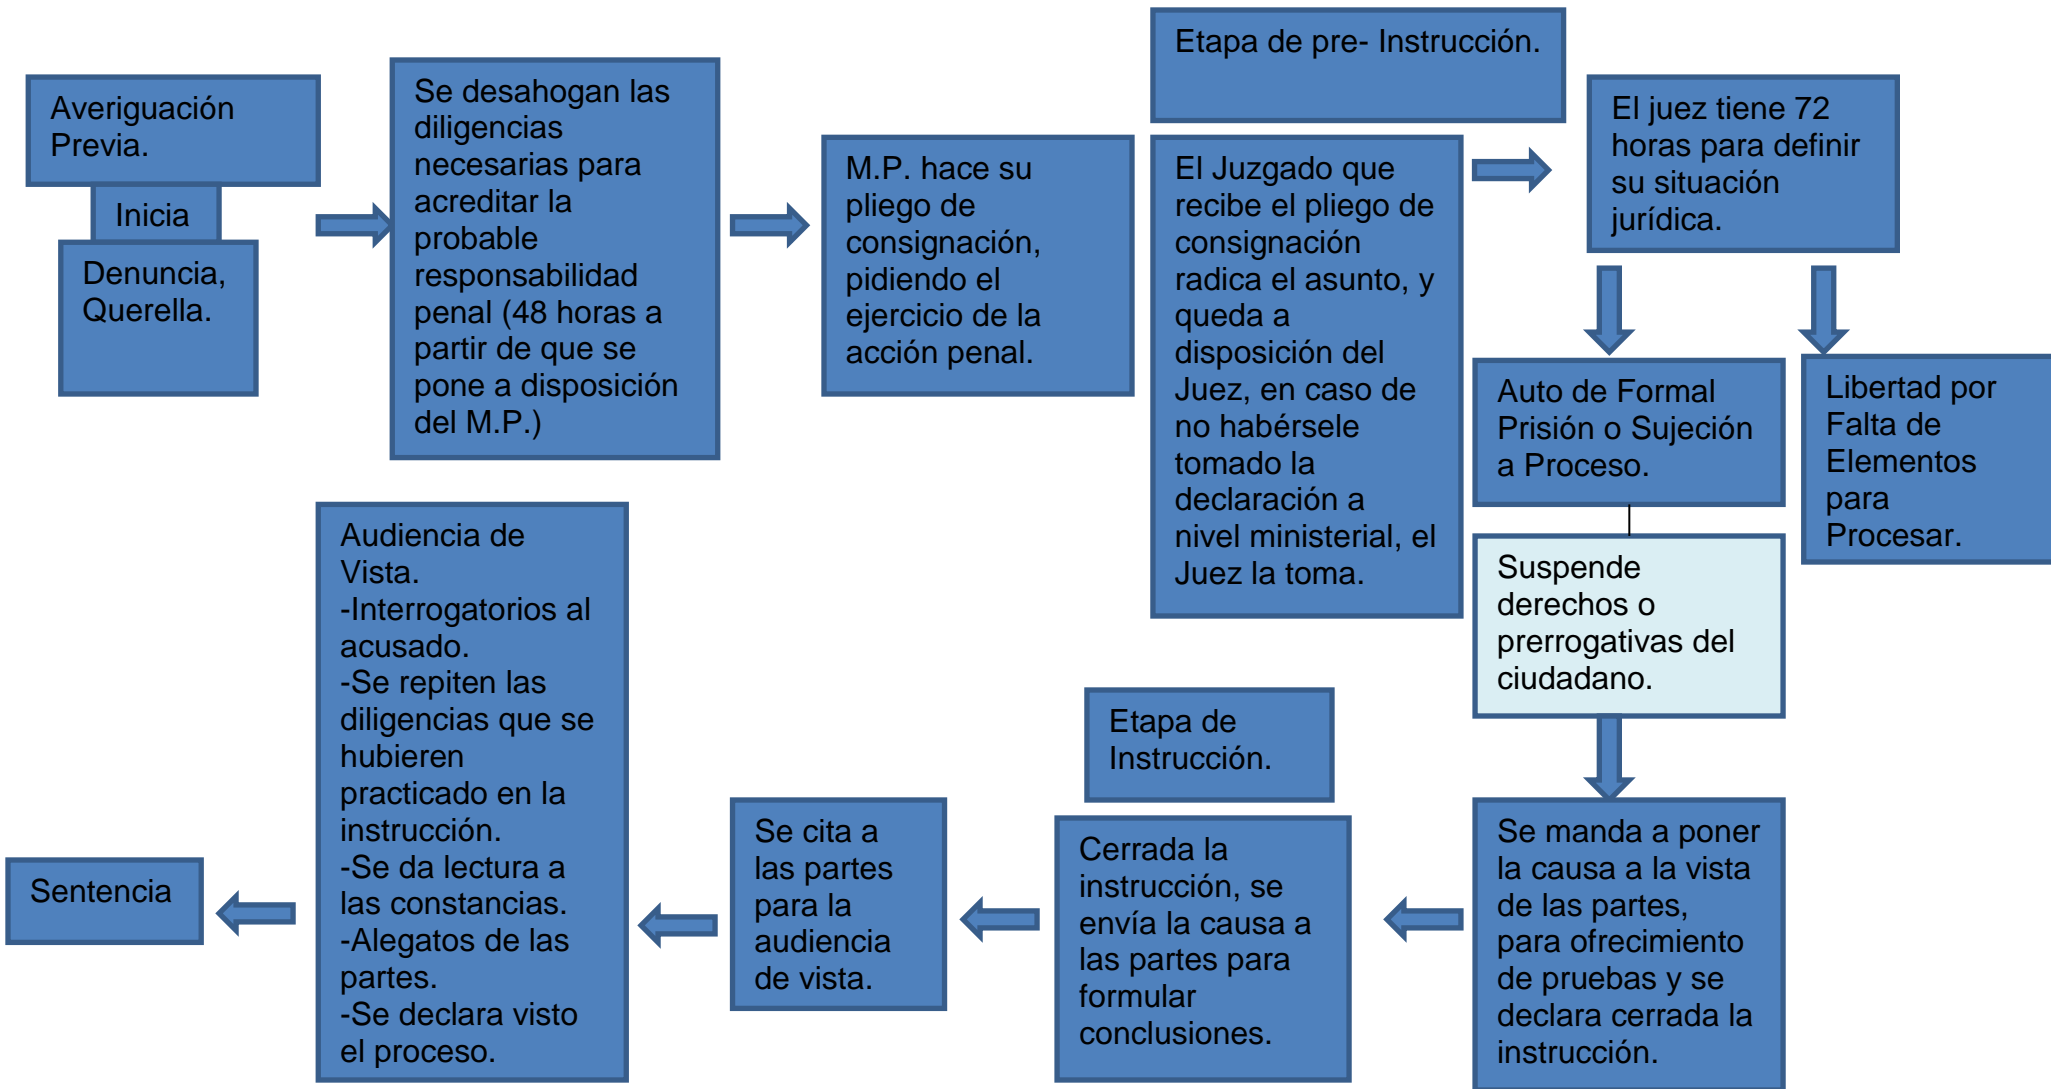 Averiguación
Previa.
Inicia
Denuncia,
Querella.
Se desahogan las
diligencias
necesarias para
acreditar la
probable
responsabilidad
penal (48 horas a
partir de que se
pone a disposición
del M.P.)
M.P. hace su
pliego de
consignación,
pidiendo el
ejercicio de la
acción penal.
Etapa de pre- Instrucción.
El Juzgado que
recibe el pliego de
consignación
radica el asunto, y
queda a
disposición del
Juez, en caso de
no habérsele
tomado la
declaración a
nivel ministerial, el
Juez la toma.
El juez tiene 72
horas para definir
su situación
jurídica.
Auto de Formal
Prisión o Sujeción
a Proceso.
Libertad por
Falta de
Elementos
para
Procesar.
Suspende
derechos o
prerrogativas del
ciudadano.
Se manda a poner
la causa a la vista
de las partes,
para ofrecimiento
de pruebas y se
declara cerrada la
instrucción.
Etapa de
Instrucción.
Cerrada la
instrucción, se
envía la causa a
las partes para
formular
conclusiones.
Se cita a
las partes
para la
audiencia
de vista.
Audiencia de
Vista.
-Interrogatorios al
acusado.
-Se repiten las
diligencias que se
hubieren
practicado en la
instrucción.
-Se da lectura a
las constancias.
-Alegatos de las
partes.
-Se declara visto
el proceso.
Sentencia